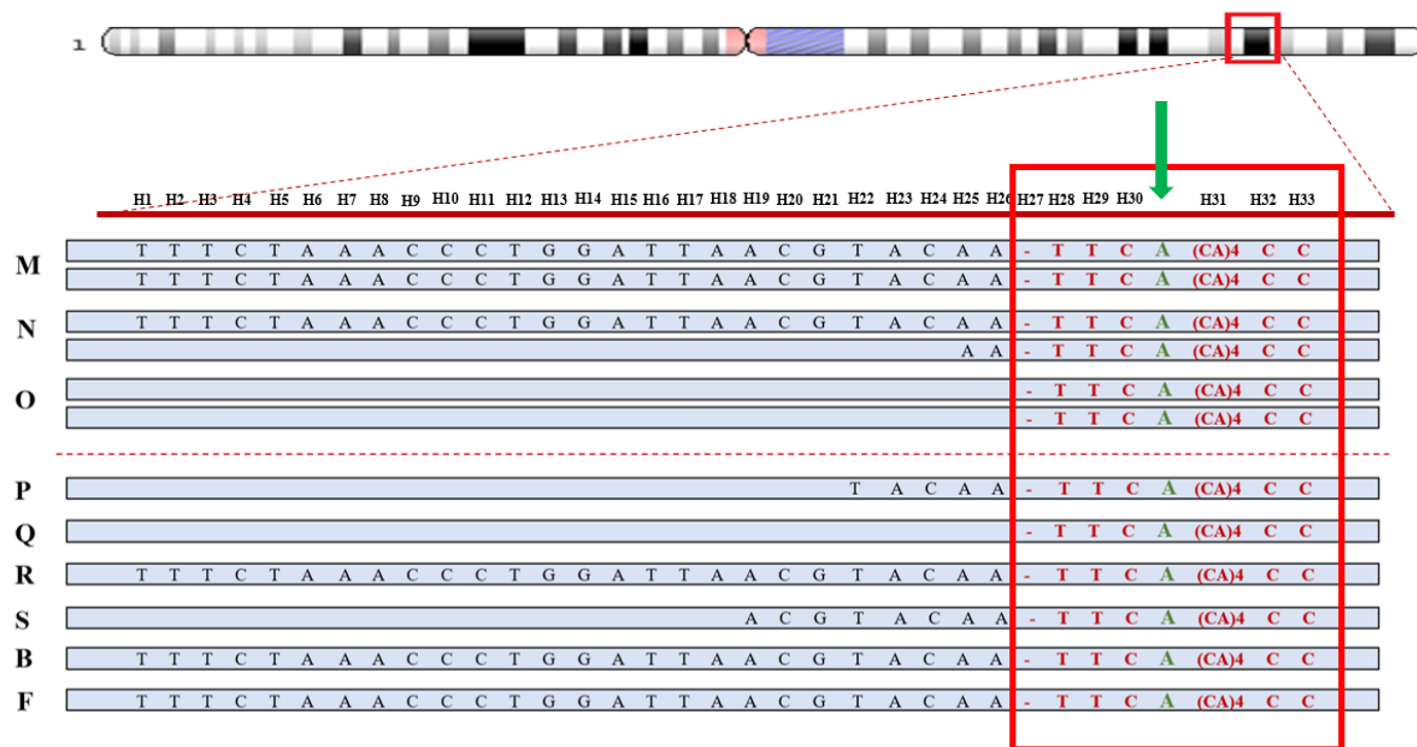 1
H1 H2 H3 H4 H5 H6 H7 H8 H9 H10 H11 H12 H13 H14 H15 H16 H17 H18 H19 H20 H21 H22 H23 H24 H25 H26 H27 H28 H29 H30 H31 H32 H33
M
T T T C T A A A C C C T G G A T T A A C G T A C A A - T T C A (CA)4 C C
T T T C T A A A C C C T G G A T T A A C G T A C A A - T T C A (CA)4 C C
N
T T T C T A A A C C C T G G A T T A A C G T A C A A - T T C A (CA)4 C C
A A - T T C A (CA)4 C C
O
- T T C A (CA)4 C C
- T T C A (CA)4 C C
P T A C A A - T T C A (CA)4 C C
Q - T T C A (CA)4 C C
R T T T C T A A A C C C T G G A T T A A C G T A C A A - T T C A (CA)4 C C
S A C G T A C A A - T T C A (CA)4 C C
B T T T C T A A A C C C T G G A T T A A C G T A C A A - T T C A (CA)4 C C
F T T T C T A A A C C C T G G A T T A A C G T A C A A - T T C A (CA)4 C C